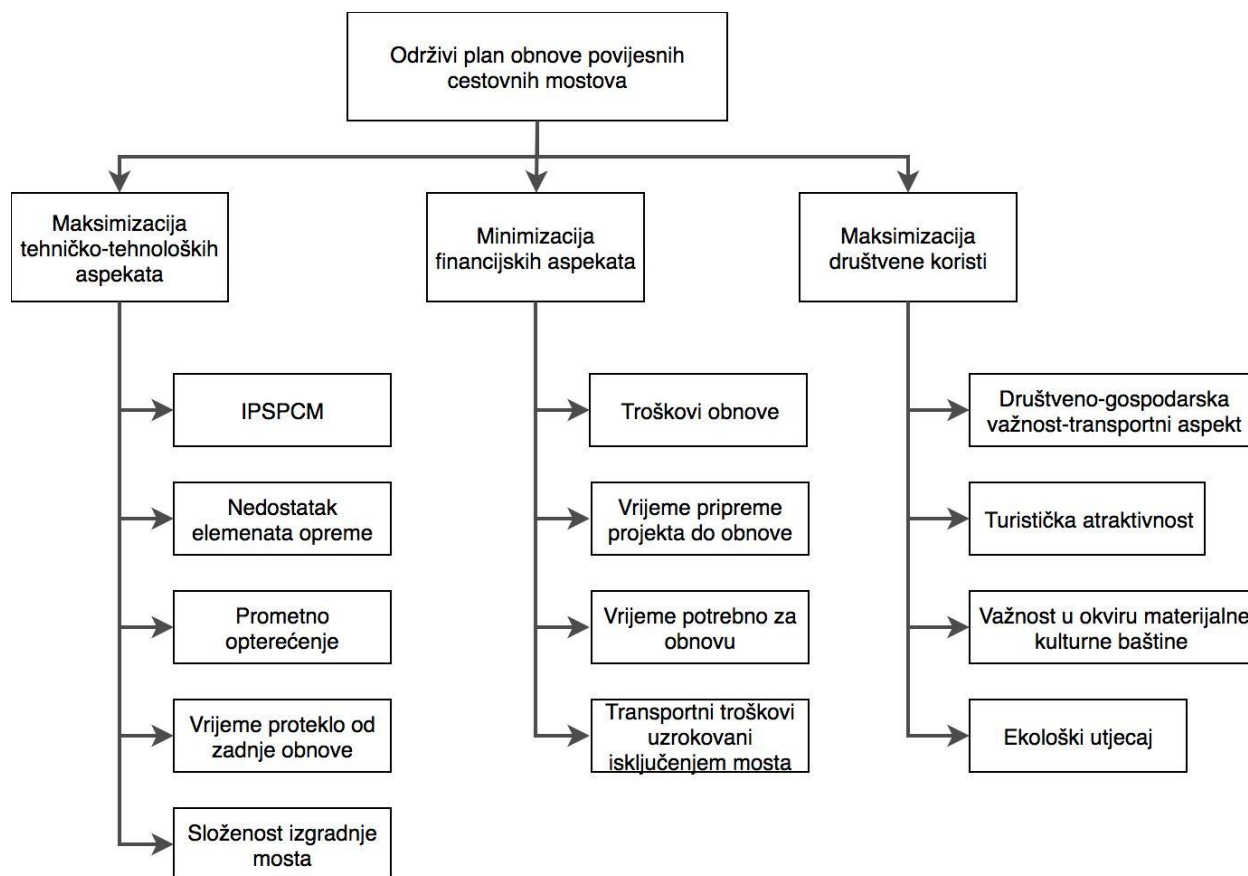 Održivi plan obnove povijesnih
cestovnih mostova
Maksimizacija
tehničko-tehnoloških
aspekata
Minimizacija
financijskih aspekata
Maksimizacija
društvene koristi
IPSPCM
Nedostatak
elemenata opreme
Prometno
opterećenje
Vrijeme proteklo od
zadnje obnove
Složenost izgradnje
mosta
Troškovi obnove
Vrijeme pripreme
projekta do obnove
Vrijeme potrebno za
obnovu
Transportni troškovi
uzrokovani
isključenjem mosta
Društveno-gospodarska
važnost-transportni aspekt
Turistička atraktivnost
Važnost u okviru materijalne
kulturne baštine
Ekološki utjecaj